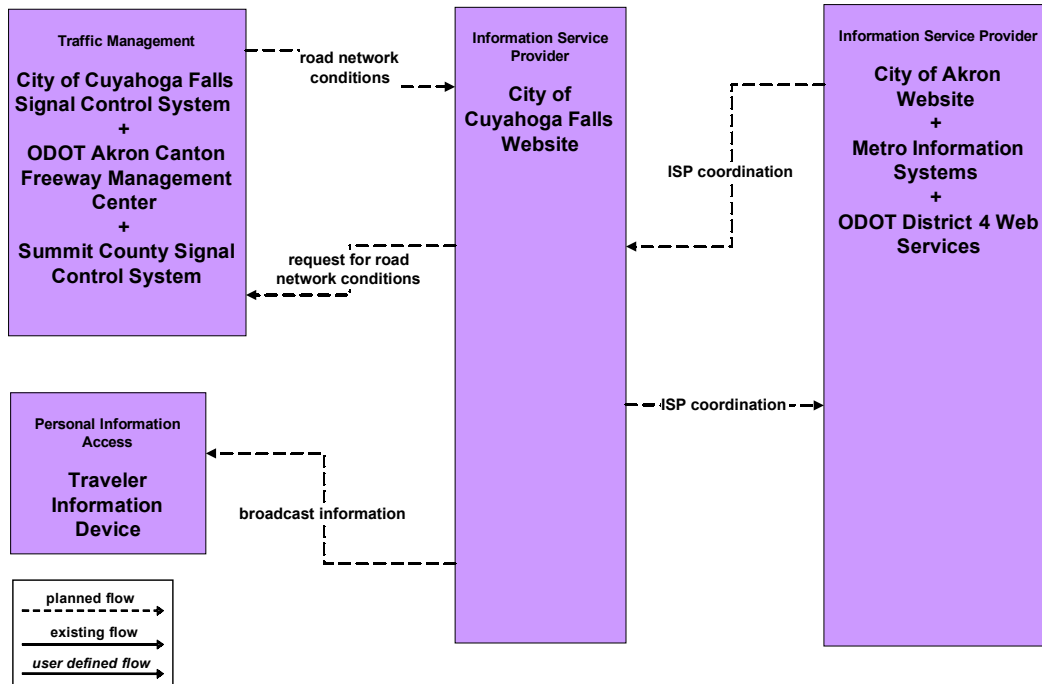 Traffic Management
City of Cuyahoga Falls
Signal Control System
+
ODOT Akron Canton
Freeway Management
Center
+
Summit County Signal
Control System
road network
conditions
request for road
network conditions
Information Service
Provider
City of
Cuyahoga Falls
Website
ISP coordination
ISP coordination
Information Service Provider
City of Akron
Website
+
Metro Information
Systems
+
ODOT District 4 Web
Services
Personal Information
Access
Traveler
Information
Device
broadcast information
planned flow
existing flow
user defined flow